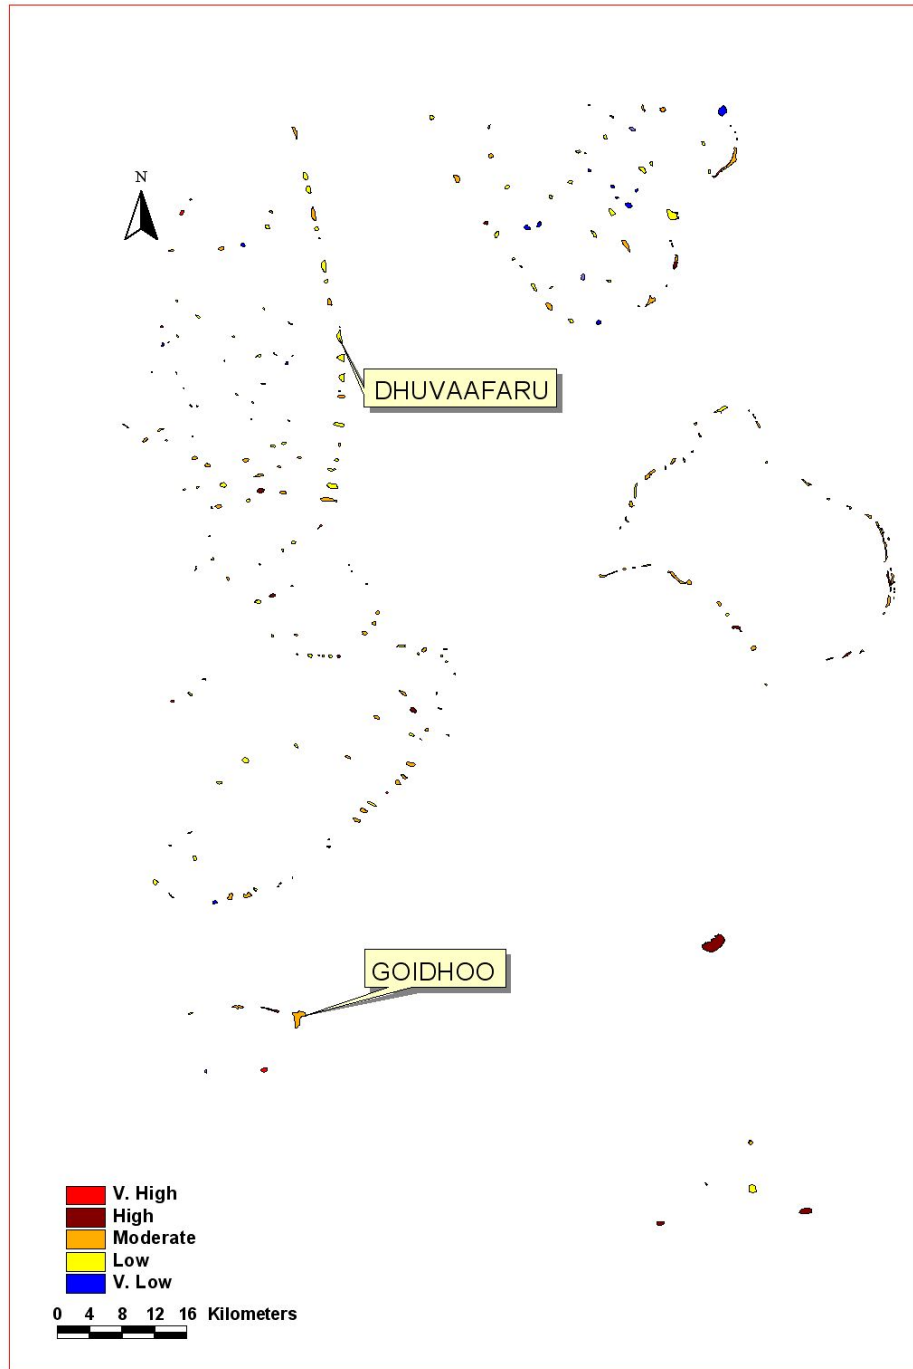 N
DHUVAAFARU
GOIDHOO
V. High
High
Moderate
Low
V. Low
0 4 8 12 16 Kilometers